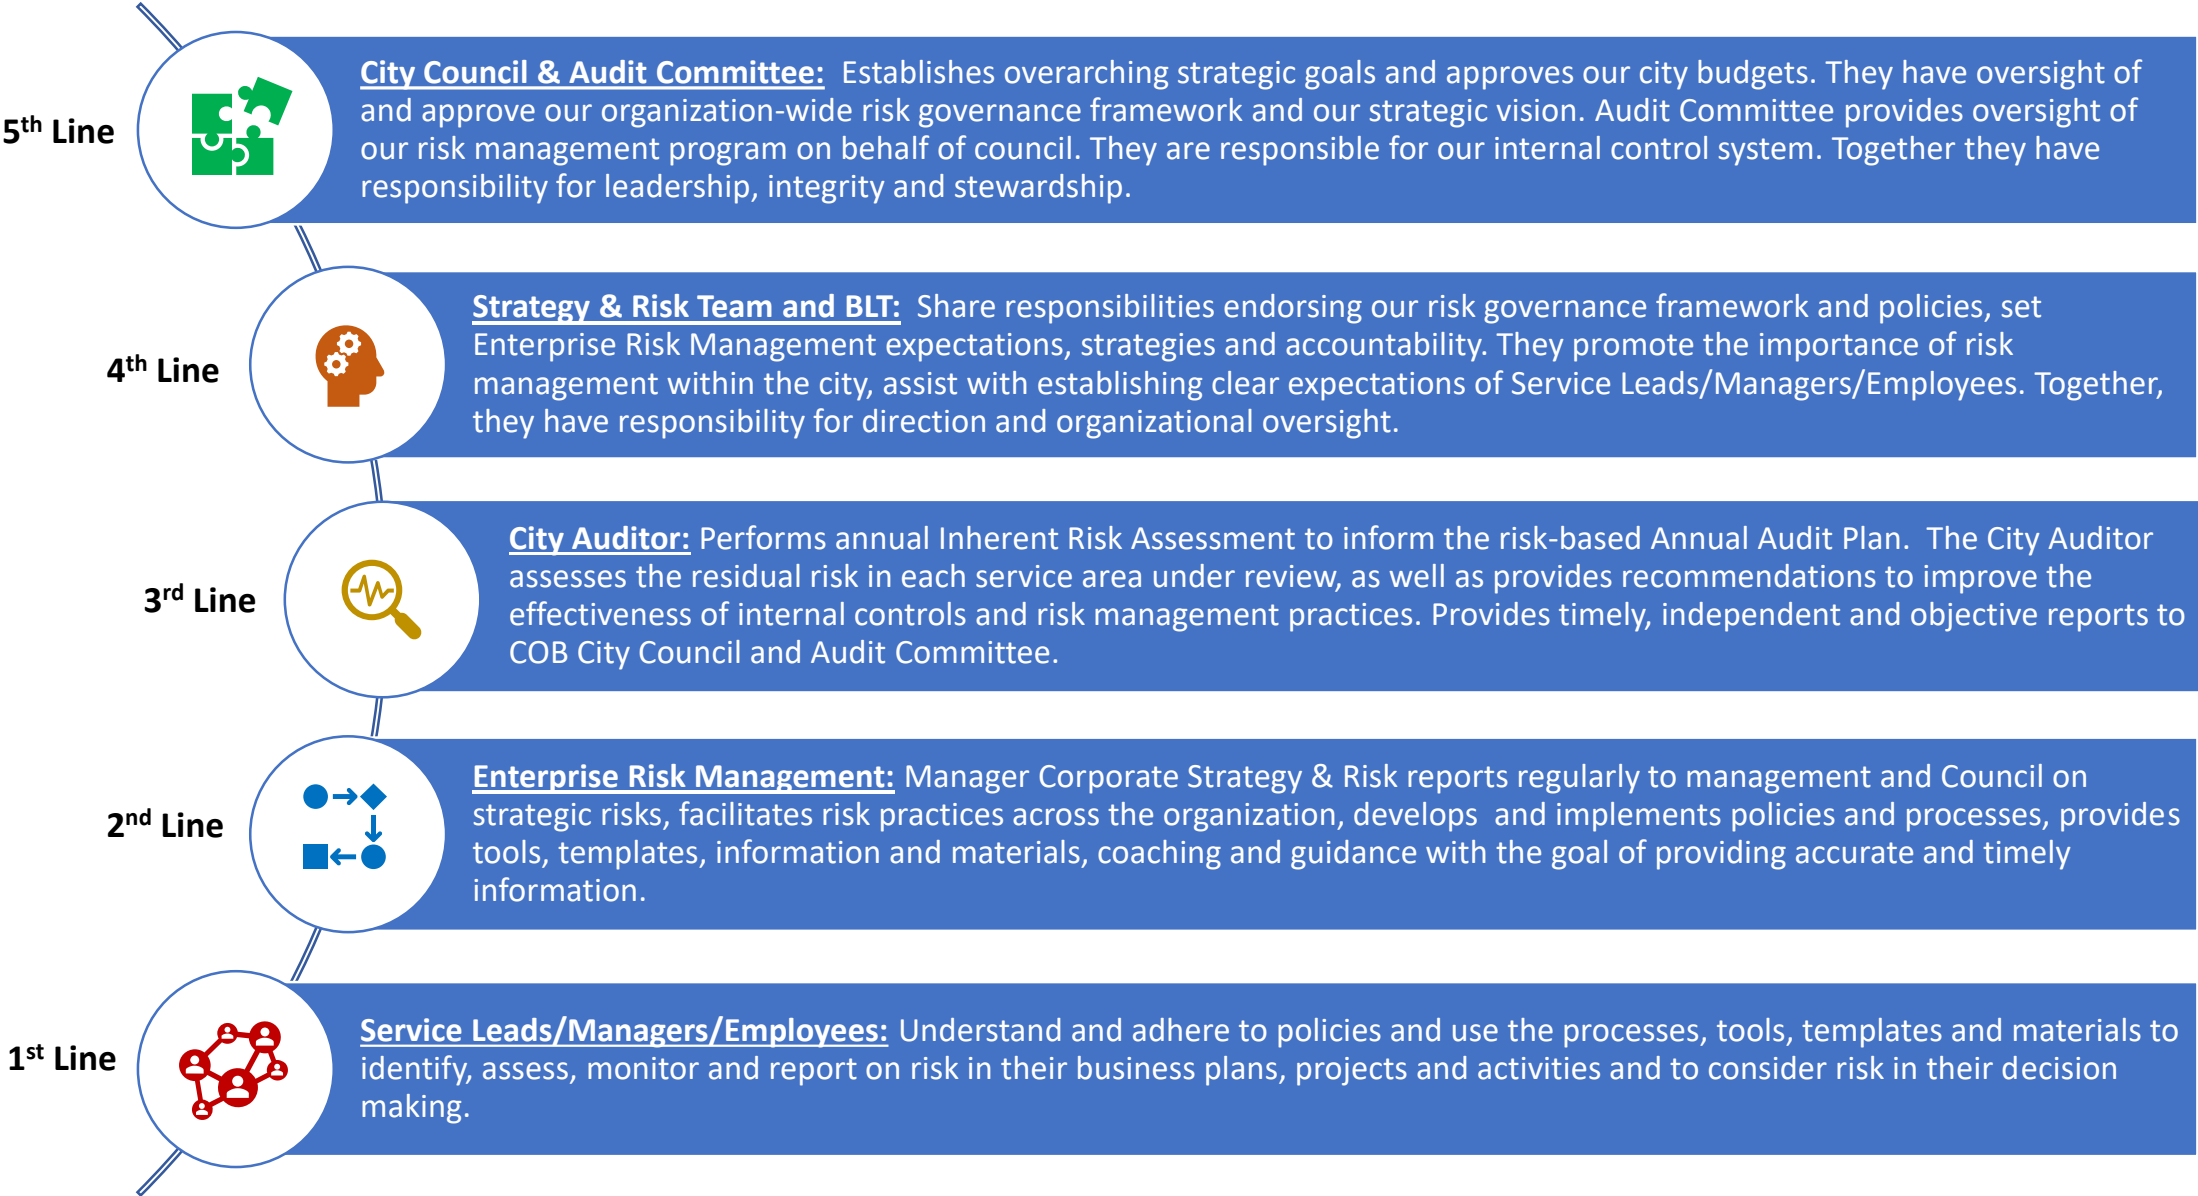 5th Line
City Council & Audit Committee: Establishes overarching strategic goals and approves our city budgets. They have oversight of
and approve our organization-wide risk governance framework and our strategic vision. Audit Committee provides oversight of
our risk management program on behalf of council. They are responsible for our internal control system. Together they have
responsibility for leadership, integrity and stewardship.
4th Line
Strategy & Risk Team and BLT: Share responsibilities endorsing our risk governance framework and policies, set
Enterprise Risk Management expectations, strategies and accountability. They promote the importance of risk
management within the city, assist with establishing clear expectations of Service Leads/Managers/Employees. Together,
they have responsibility for direction and organizational oversight.
3rd Line
City Auditor: Performs annual Inherent Risk Assessment to inform the risk-based Annual Audit Plan. The City Auditor
assesses the residual risk in each service area under review, as well as provides recommendations to improve the
effectiveness of internal controls and risk management practices. Provides timely, independent and objective reports to
COB City Council and Audit Committee.
2nd Line
Enterprise Risk Management: Manager Corporate Strategy & Risk reports regularly to management and Council on
strategic risks, facilitates risk practices across the organization, develops and implements policies and processes, provides
tools, templates, information and materials, coaching and guidance with the goal of providing accurate and timely
information.
1st Line
Service Leads/Managers/Employees: Understand and adhere to policies and use the processes, tools, templates and materials to
identify, assess, monitor and report on risk in their business plans, projects and activities and to consider risk in their decision
making.